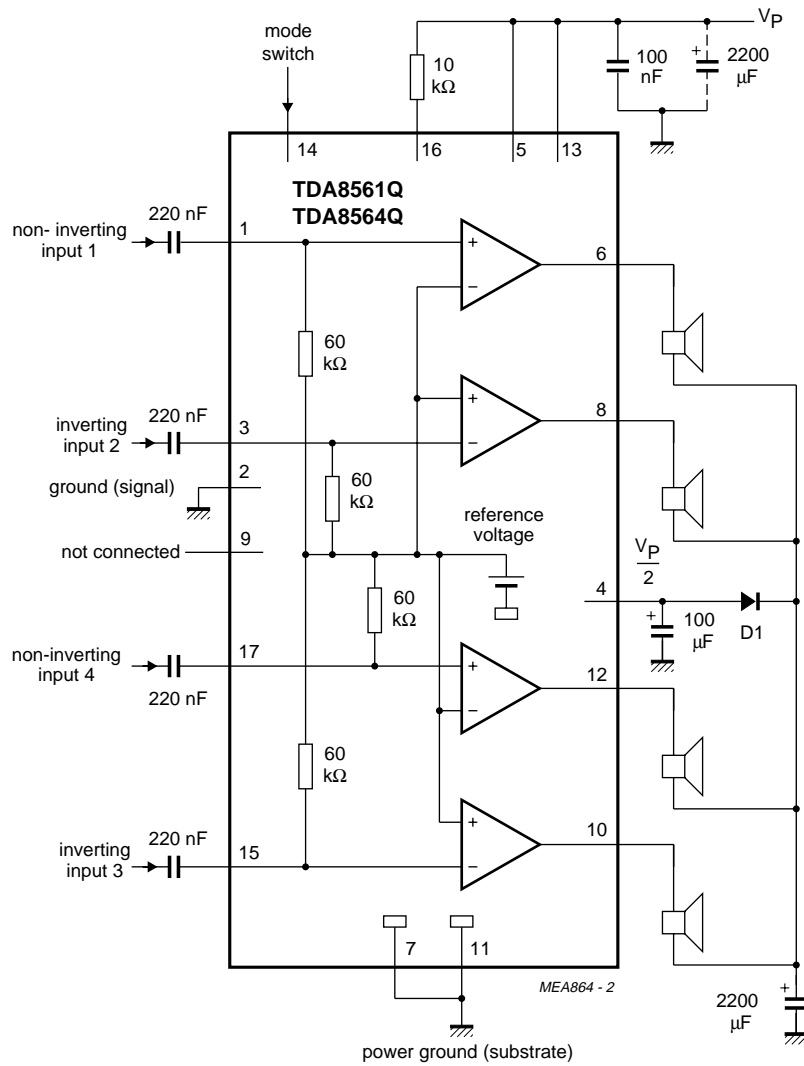 mode
switch
V_P
10
kΩ
100
nF
+ 2200
µF
14
16
5
13
TDA8561Q
TDA8564Q
220 nF
non- inverting
input 1
1
+
−
6
60
kΩ
220 nF
inverting
input 2
3
+
−
8
2
ground (signal)
60
kΩ
reference
voltage
not connected
9
V_P
2
4
+ 100
µF
D1
60
kΩ
non-inverting
input 4
17
220 nF
+
−
12
60
kΩ
220 nF
inverting
input 3
15
+
−
10
7
11
MEA864 - 2
+
2200
µF
power ground (substrate)